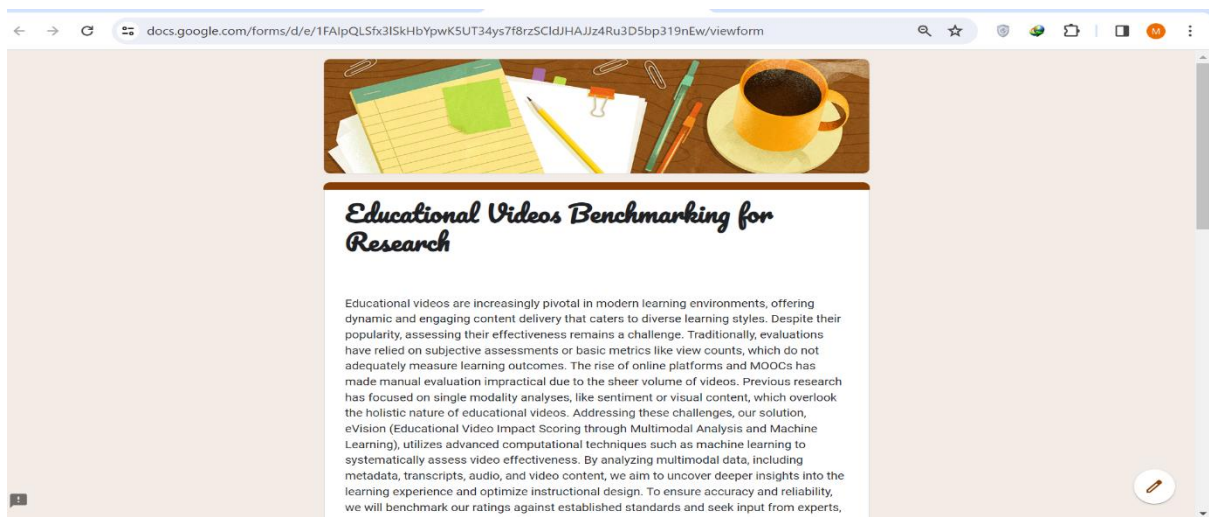 docs.google.com/forms/d/e/1FAIpQLSfx3ISkHbYpwK5UT34ys7f8rzSCldJHAJJz4Ru3D5bp319nEw/viewform
M
Educational Videos Benchmarking for
Research
Educational videos are increasingly pivotal in modern learning environments, offering
dynamic and engaging content delivery that caters to diverse learning styles. Despite their
popularity, assessing their effectiveness remains a challenge. Traditionally, evaluations
have relied on subjective assessments or basic metrics like view counts, which do not
adequately measure learning outcomes. The rise of online platforms and MOOCs has
made manual evaluation impractical due to the sheer volume of videos. Previous research
has focused on single modality analyses, like sentiment or visual content, which overlook
the holistic nature of educational videos. Addressing these challenges, our solution,
eVision (Educational Video Impact Scoring through Multimodal Analysis and Machine
Learning), utilizes advanced computational techniques such as machine learning to
systematically assess video effectiveness. By analyzing multimodal data, including
metadata, transcripts, audio, and video content, we aim to uncover deeper insights into the
learning experience and optimize instructional design. To ensure accuracy and reliability,
we will benchmark our ratings against established standards and seek input from experts,